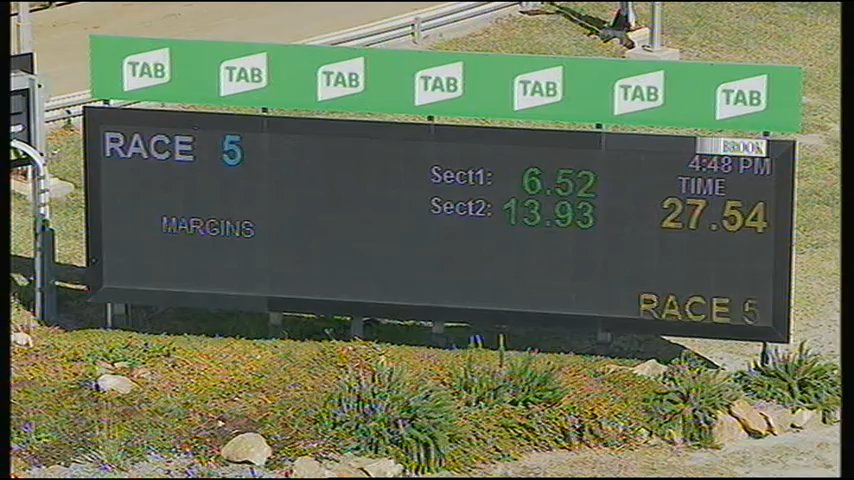 TAB TAB TAB TAB TAB TAB TAB
BROOK
RACE 5
4:48 PM
Sect1: 6.52
TIME
Sect2: 13.93
27.54
MARGINS
RACE 5